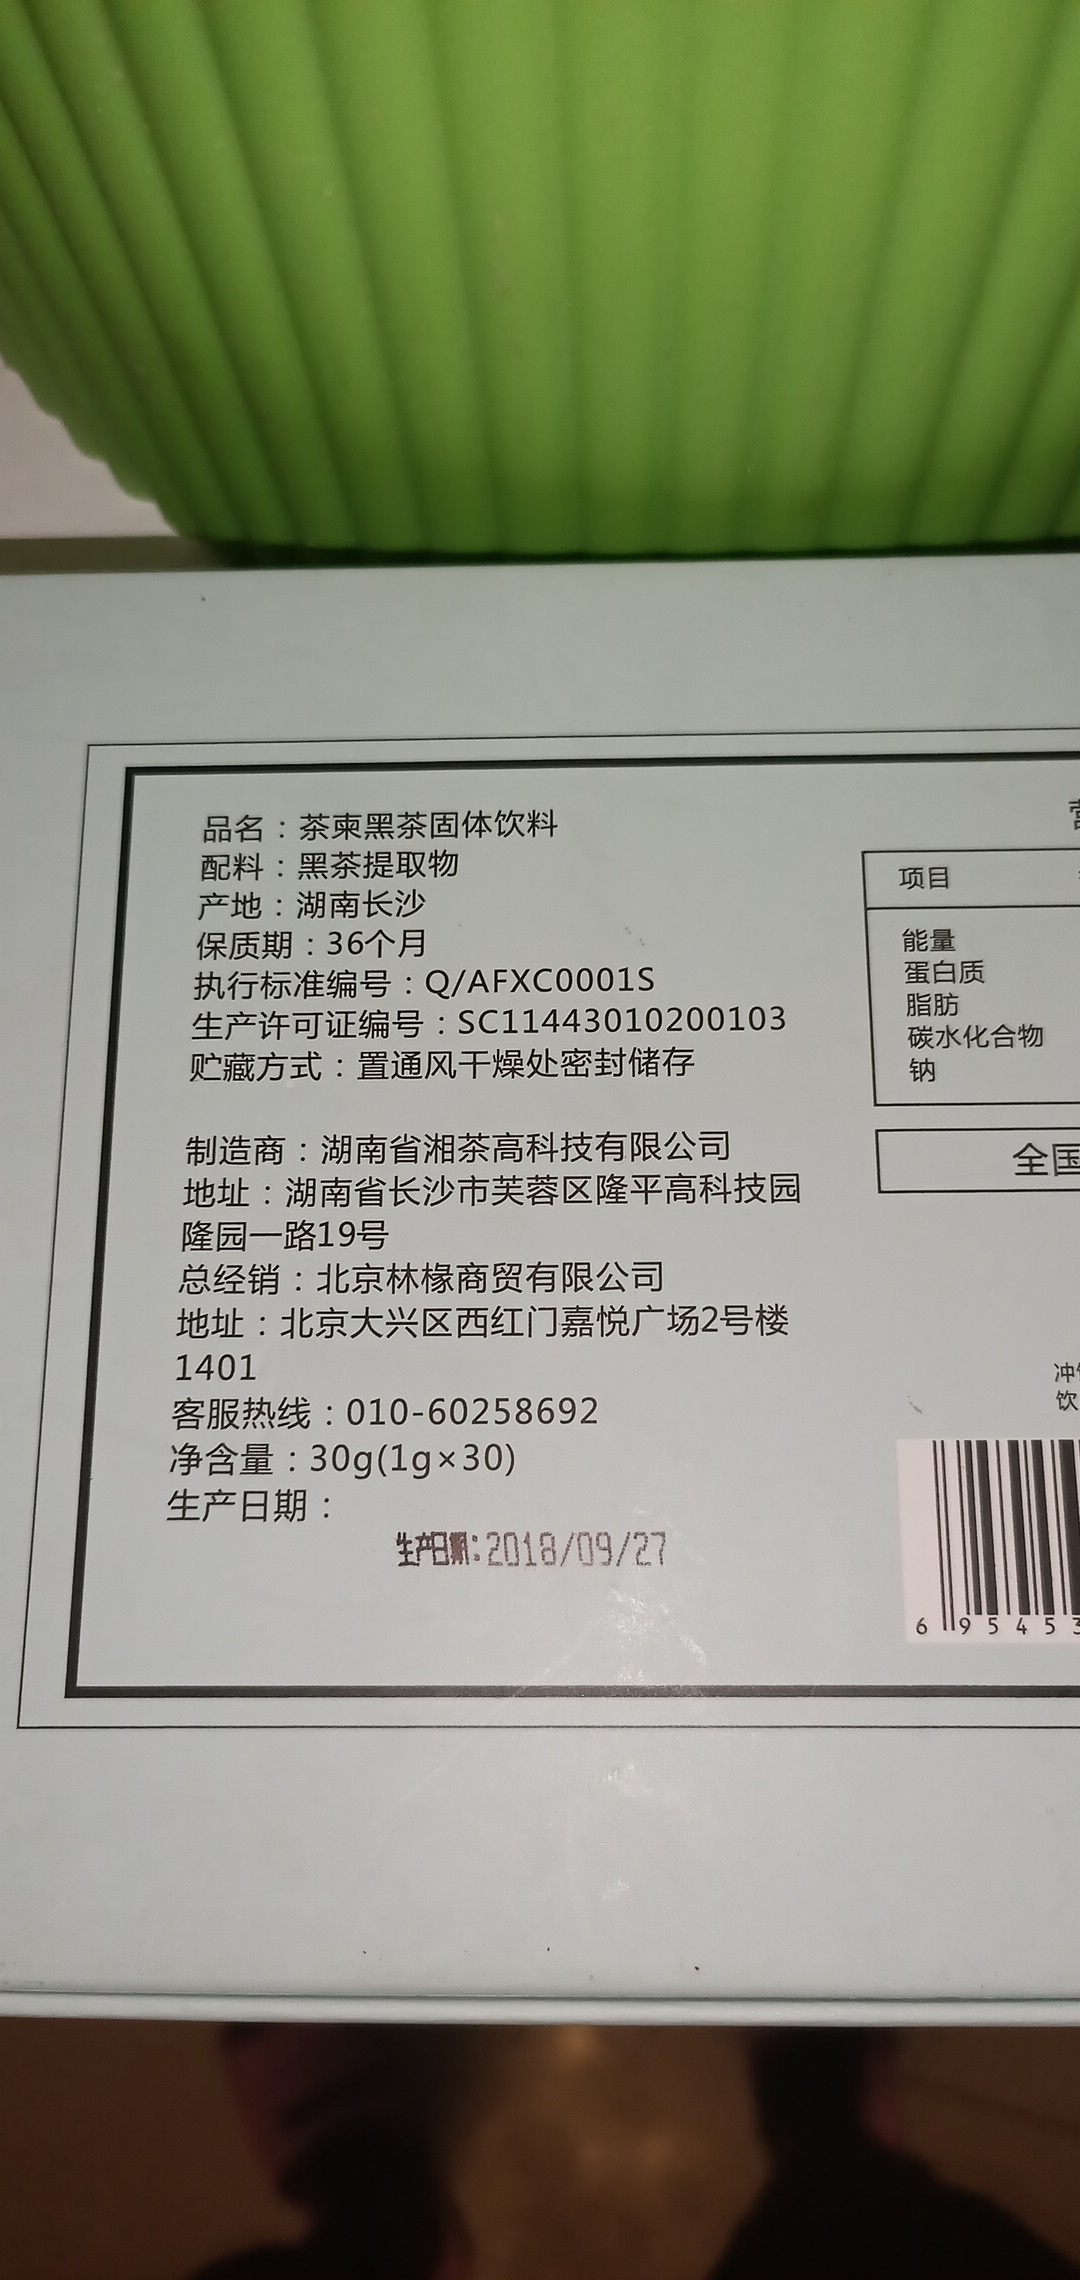 品名：茶柬黑茶固体饮料
配料：黑茶提取物
产地：湖南长沙
保质期：36个月
执行标准编号：Q/AFXC0001S
生产许可证编号：SC11443010200103
贮藏方式：置通风干燥处密封储存
制造商：湖南省湘茶高科技有限公司
地址：湖南省长沙市芙蓉区隆平高科技园
隆园一路19号
总经销：北京林椽商贸有限公司
地址：北京大兴区西红门嘉悦广场2号楼
1401
客服热线：010-60258692
净含量：30g(1g×30)
生产日期：
生产日期:2018/09/27
项目
能量
蛋白质
脂肪
碳水化合物
钠
全国
冲
饮
6 95453